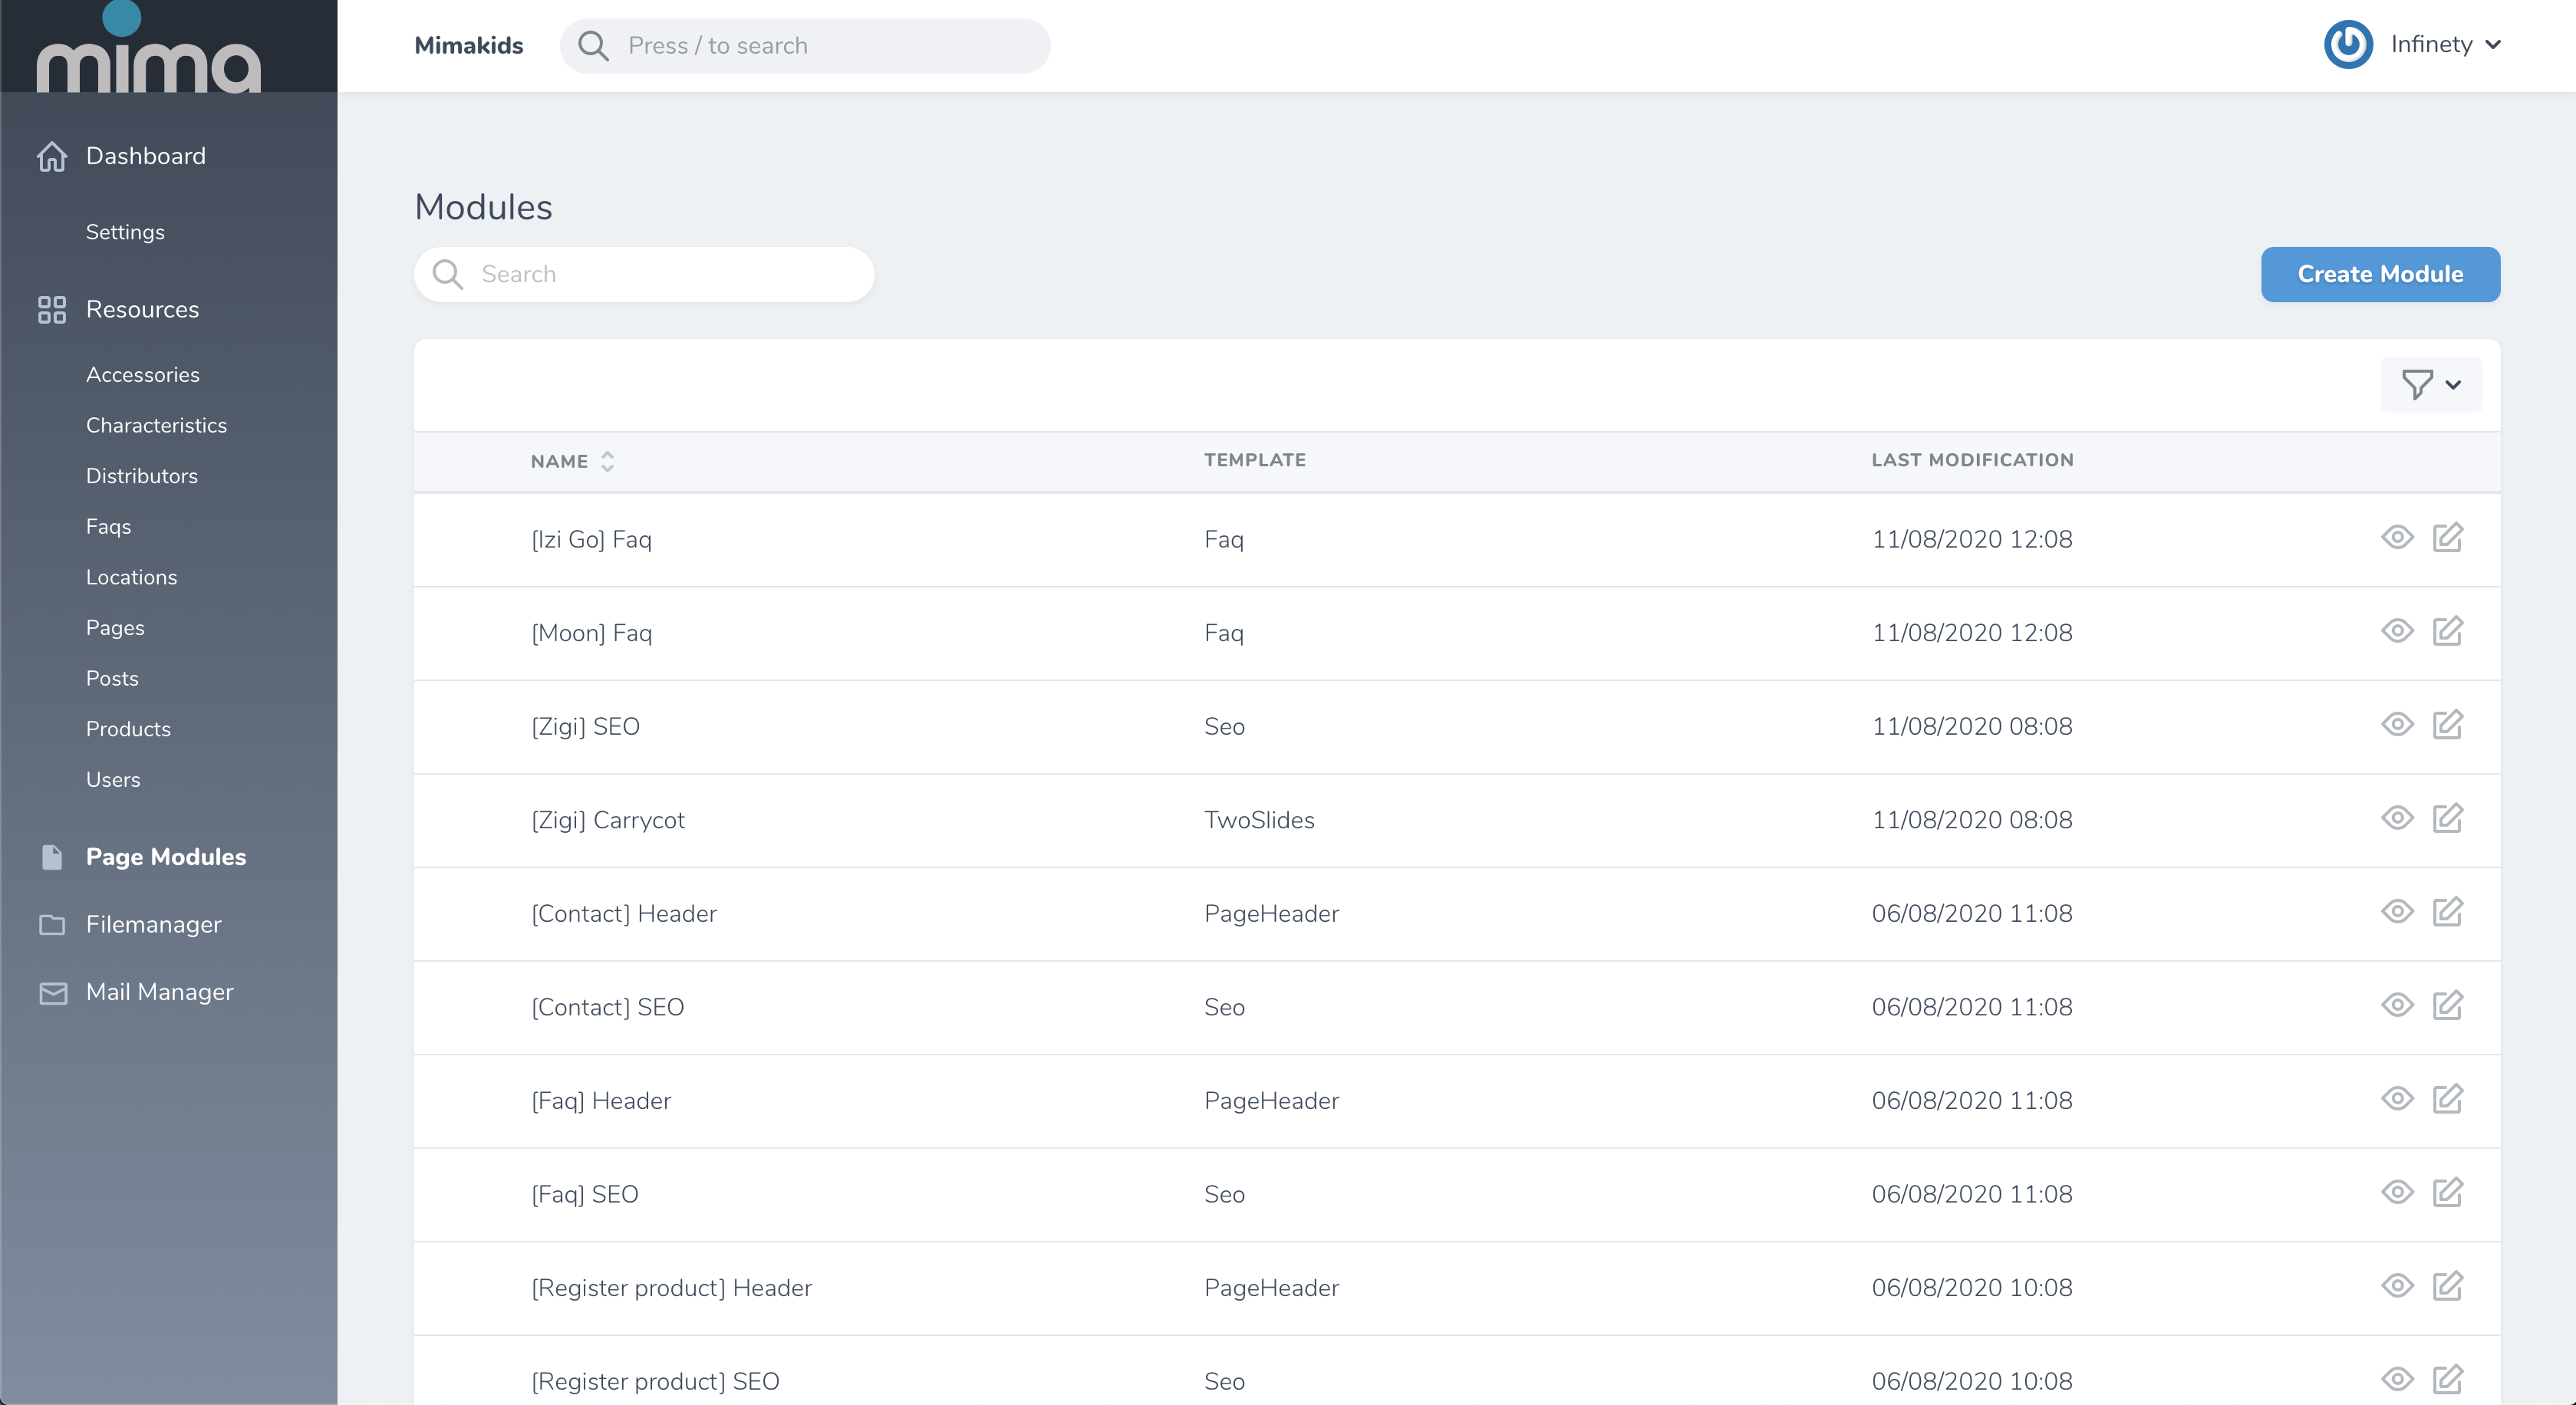 mima
Mimakids
Press / to search
Infinety
Dashboard
Settings
Resources
Accessories
Characteristics
Distributors
Faqs
Locations
Pages
Posts
Products
Users
Page Modules
Filemanager
Mail Manager
Modules
Search
Create Module
NAME TEMPLATE LAST MODIFICATION
[Izi Go] Faq Faq 11/08/2020 12:08
[Moon] Faq Faq 11/08/2020 12:08
[Zigi] SEO Seo 11/08/2020 08:08
[Zigi] Carrycot TwoSlides 11/08/2020 08:08
[Contact] Header PageHeader 06/08/2020 11:08
[Contact] SEO Seo 06/08/2020 11:08
[Faq] Header PageHeader 06/08/2020 11:08
[Faq] SEO Seo 06/08/2020 11:08
[Register product] Header PageHeader 06/08/2020 10:08
[Register product] SEO Seo 06/08/2020 10:08